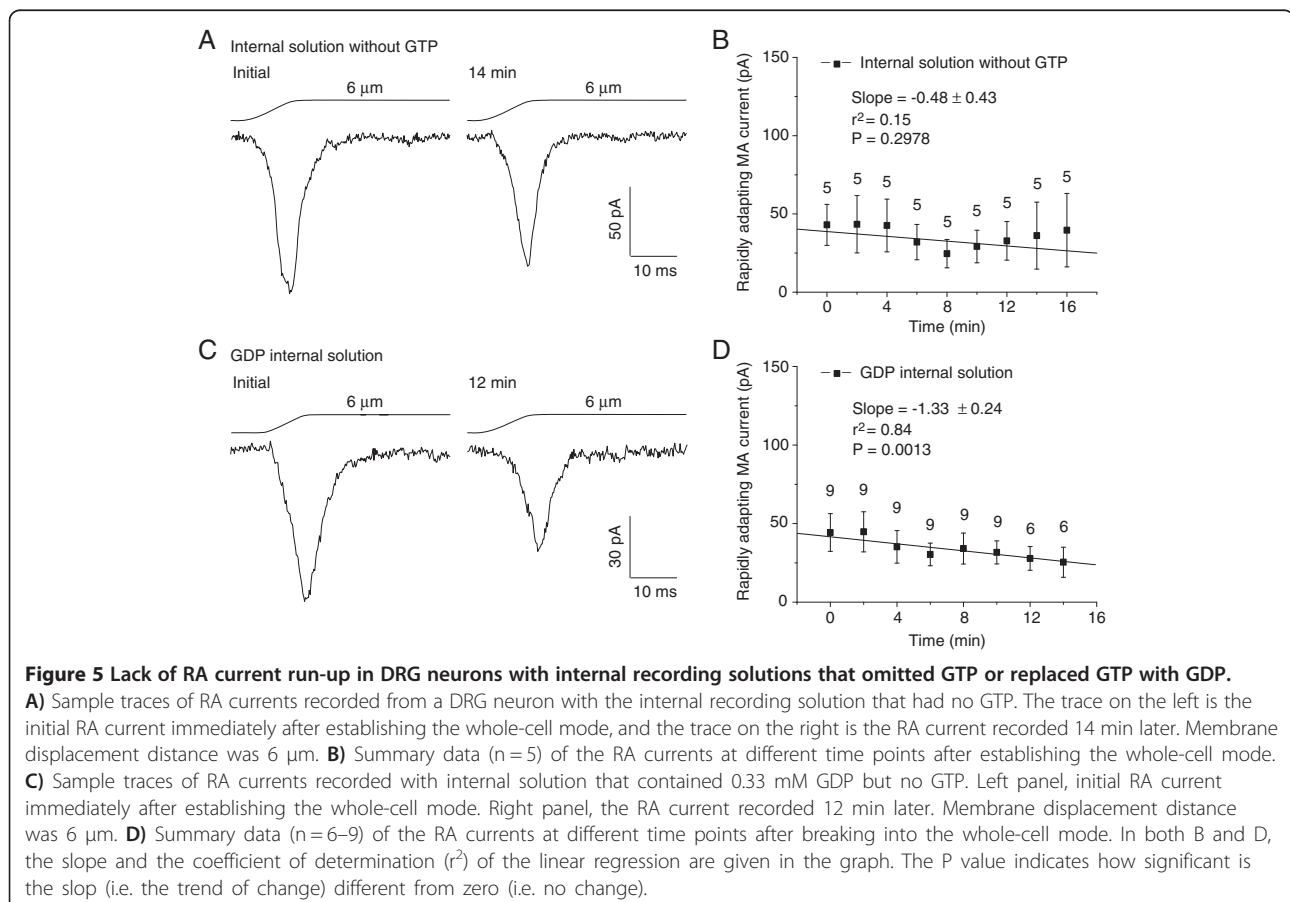 A
Internal solution without GTP
Initial
14 min
6 μm
6 μm
50 pA
10 ms
B
Rapidly adapting MA current (pA)
150
100
50
0
Internal solution without GTP
Slope = -0.48 ± 0.43
r² = 0.15
P = 0.2978
5 5 5 5 5 5 5 5 5
0 4 8 12 16
Time (min)
C
GDP internal solution
Initial
12 min
6 μm
6 μm
30 pA
10 ms
D
Rapidly adapting MA current (pA)
150
100
50
0
GDP internal solution
Slope = -1.33 ± 0.24
r² = 0.84
P = 0.0013
9 9 9 9 9 9 6 6
0 4 8 12 16
Time (min)
Figure 5 Lack of RA current run-up in DRG neurons with internal recording solutions that omitted GTP or replaced GTP with GDP.
A) Sample traces of RA currents recorded from a DRG neuron with the internal recording solution that had no GTP. The trace on the left is the
initial RA current immediately after establishing the whole-cell mode, and the trace on the right is the RA current recorded 14 min later. Membrane
displacement distance was 6 μm. B) Summary data (n = 5) of the RA currents at different time points after establishing the whole-cell mode.
C) Sample traces of RA currents recorded with internal solution that contained 0.33 mM GDP but no GTP. Left panel, initial RA current
immediately after establishing the whole-cell mode. Right panel, the RA current recorded 12 min later. Membrane displacement distance
was 6 μm. D) Summary data (n = 6–9) of the RA currents at different time points after breaking into the whole-cell mode. In both B and D,
the slope and the coefficient of determination (r²) of the linear regression are given in the graph. The P value indicates how significant is
the slop (i.e. the trend of change) different from zero (i.e. no change).